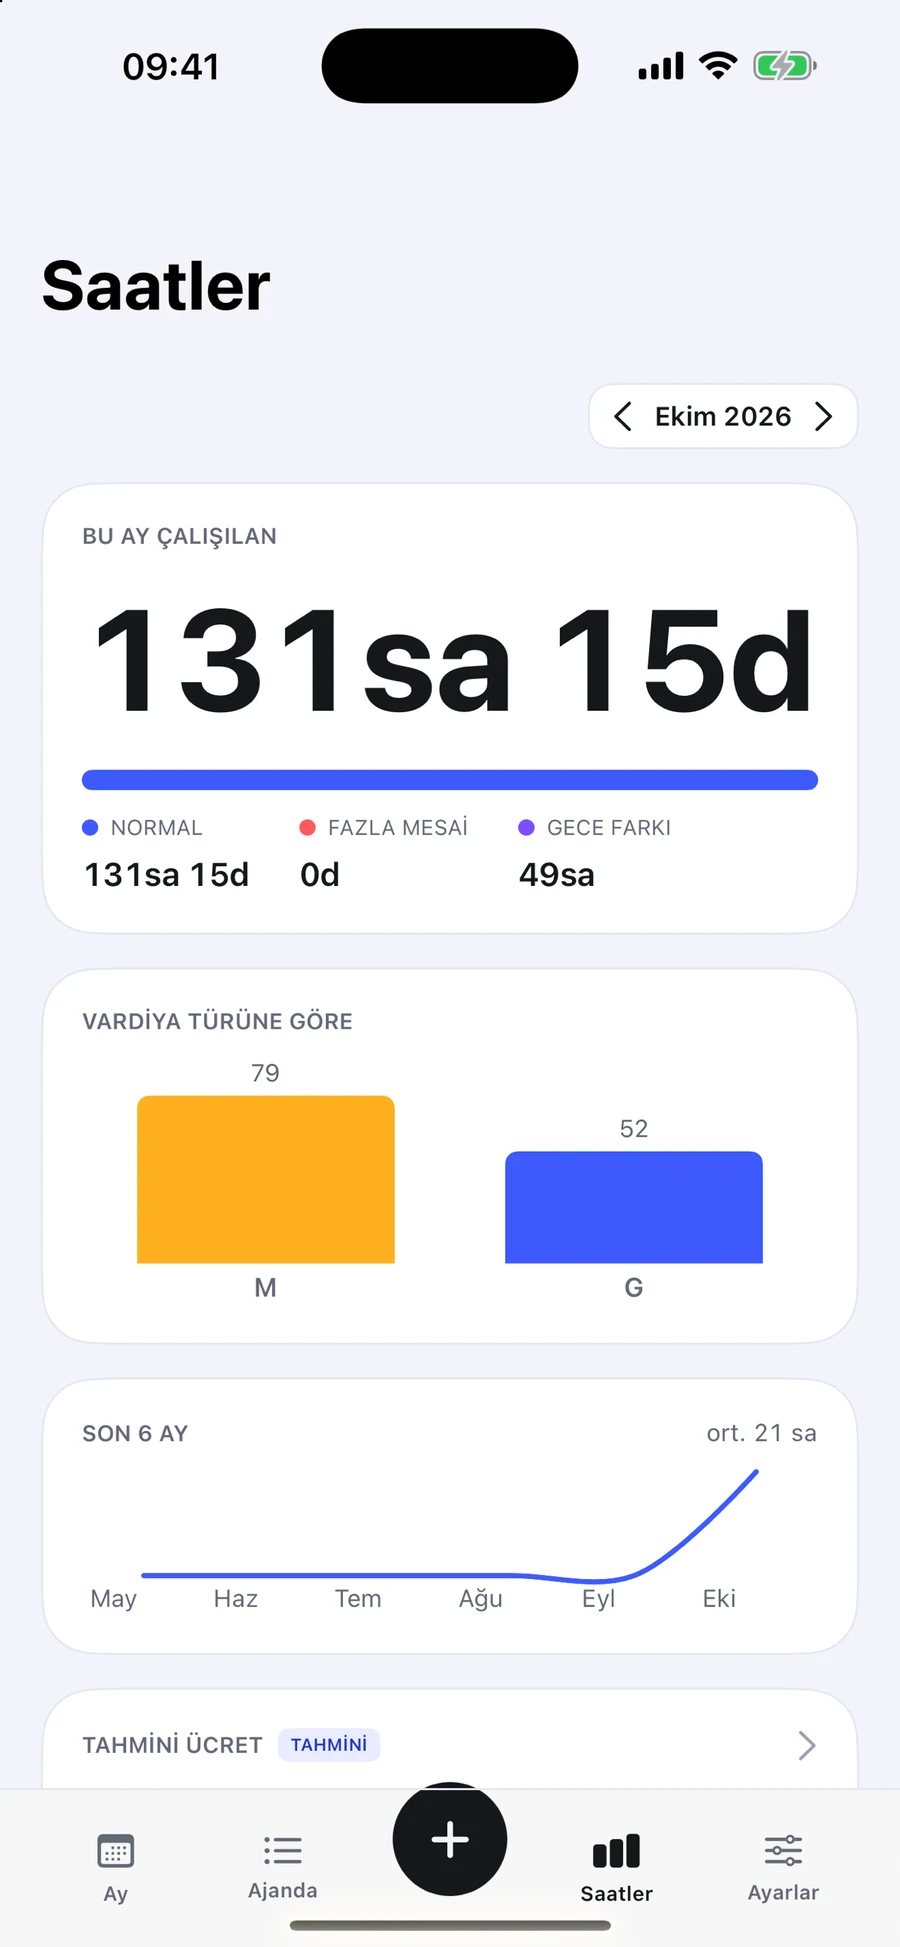 09:41
Saatler
Ekim 2026
BU AY ÇALIŞILAN
131sa 15d
NORMAL FAZLA MESAİ GECE FARKI
131sa 15d 0d 49sa
VARDİYA TÜRÜNE GÖRE
79
52
M G
SON 6 AY ort. 21 sa
May Haz Tem Ağu Eyl Eki
TAHMİNİ ÜCRET TAHMİNİ
Ay Ajanda Saatler Ayarlar